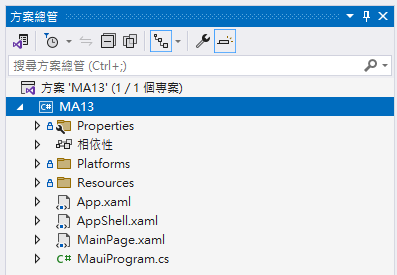 方案總管
搜尋方案總管 (Ctrl+;)
方案 'MA13' (1 / 1 個專案)
C# MA13
Properties
相依性
Platforms
Resources
App.xaml
AppShell.xaml
MainPage.xaml
C# MauiProgram.cs